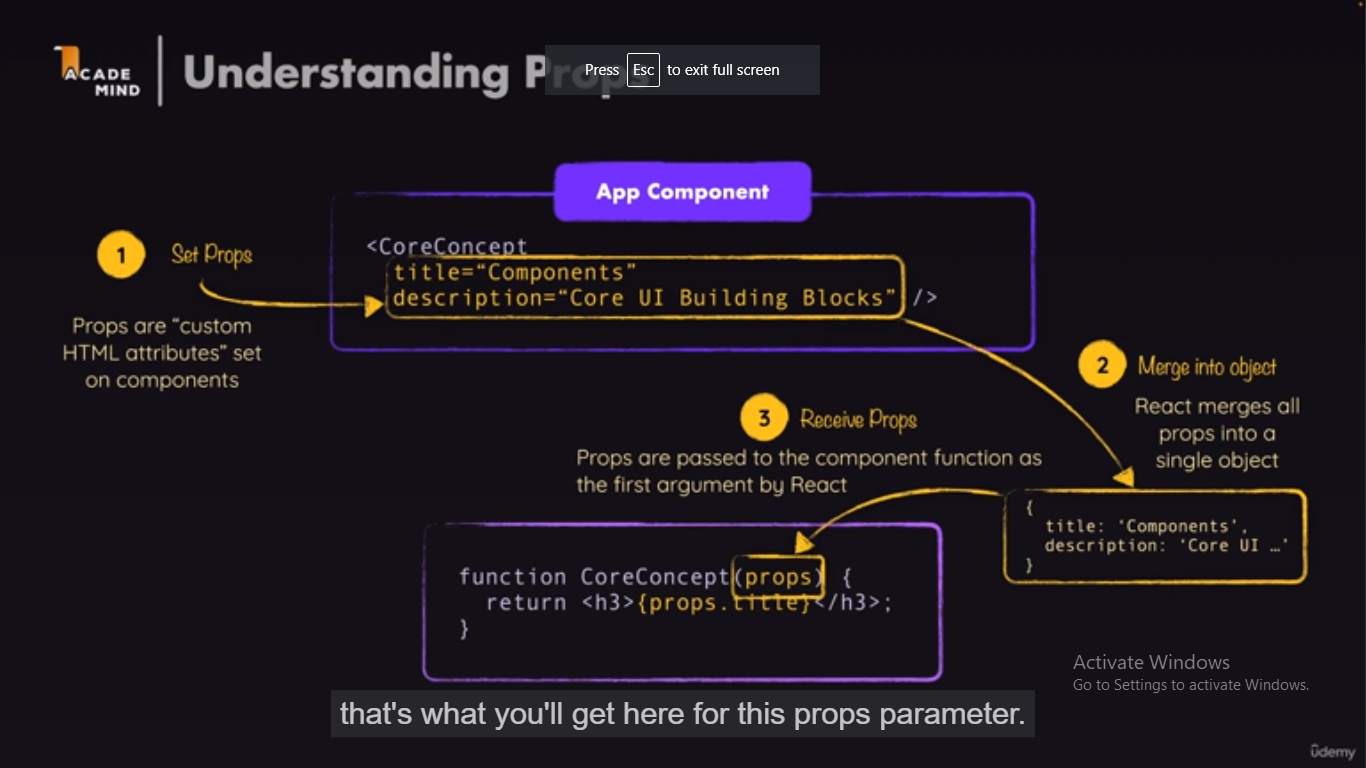 ACADE
MIND
Understanding Props
Press Esc to exit full screen
App Component
1
Set Props
Props are “custom
HTML attributes” set
on components
<CoreConcept
title=“Components”
description=“Core UI Building Blocks” />
2
Merge into object
React merges all
props into a
single object
3
Receive Props
Props are passed to the component function as
the first argument by React
{
title: ‘Components’,
description: ‘Core UI …’
}
function CoreConcept(props) {
return <h3>{props.title}</h3>;
}
Activate Windows
Go to Settings to activate Windows.
that's what you'll get here for this props parameter.
ûdemy